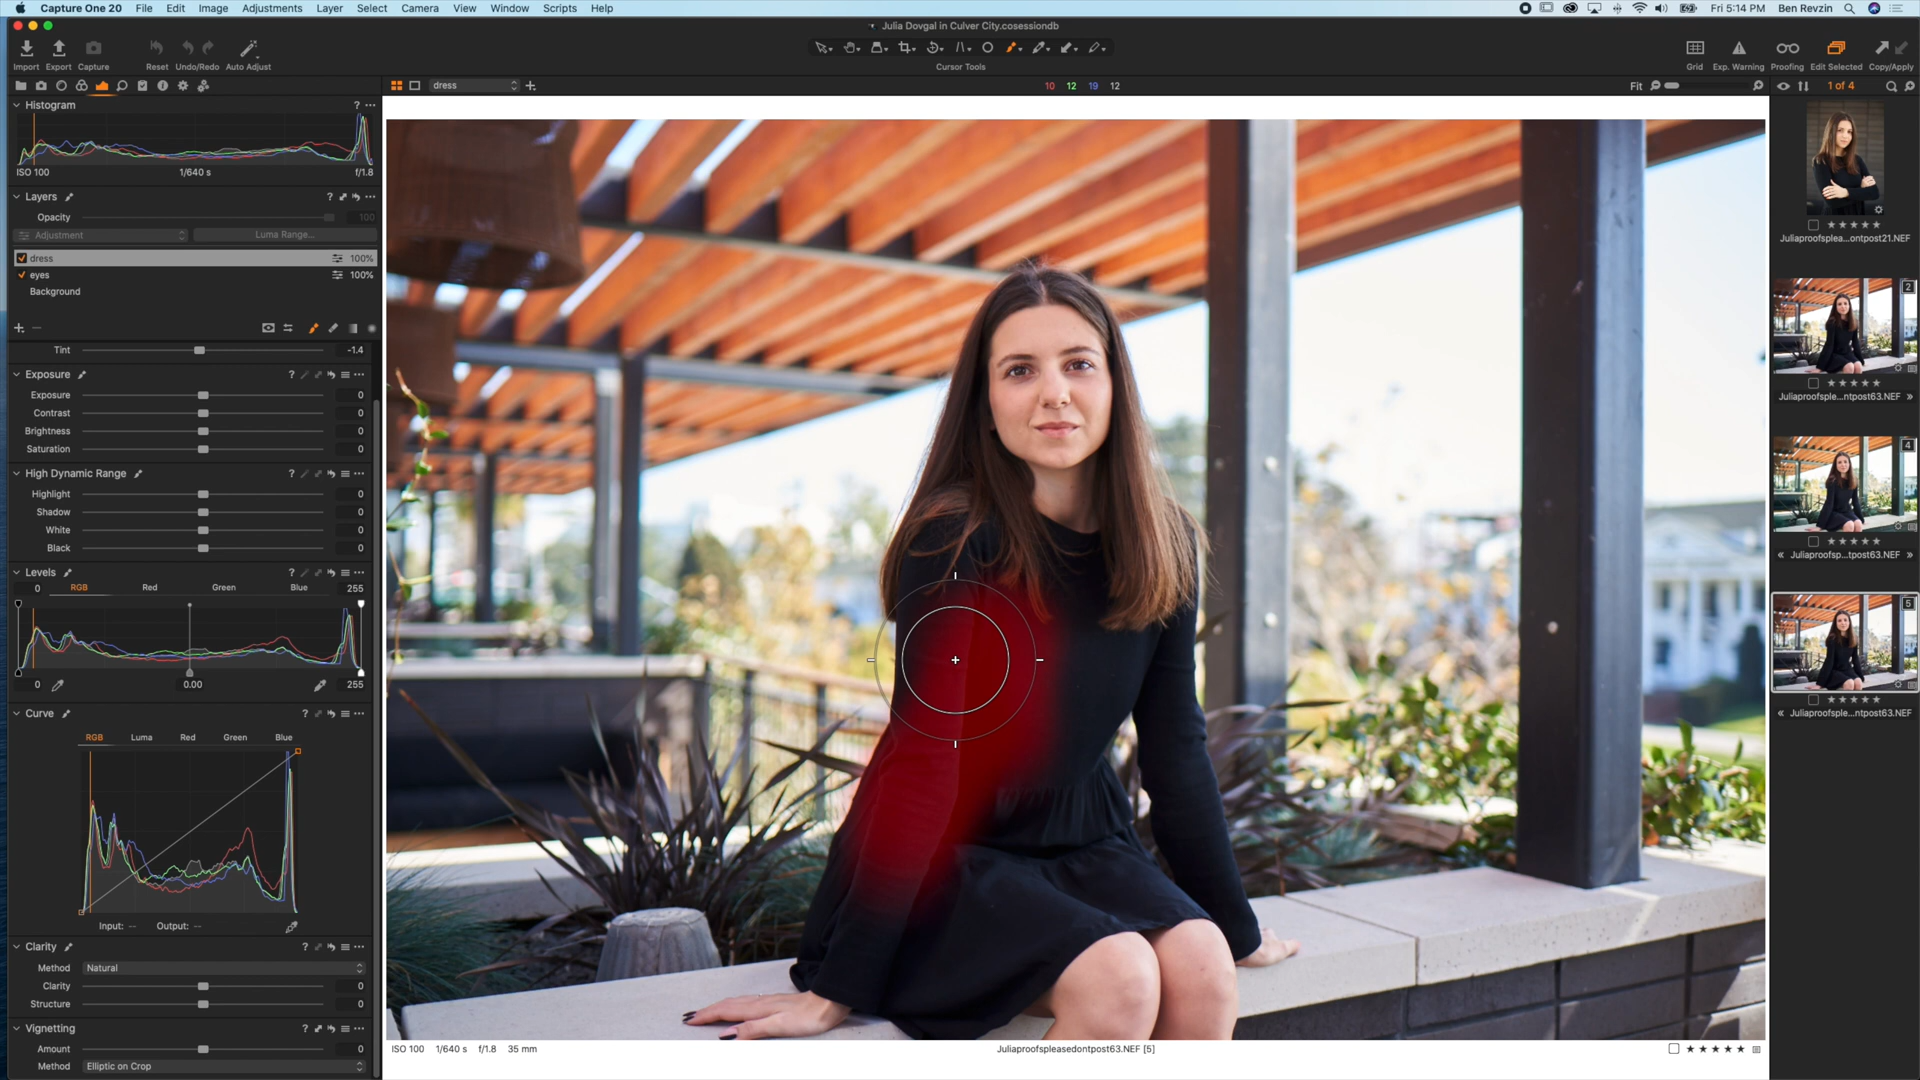 Capture One 20 File Edit Image Adjustments Layer Select Camera View Window Scripts Help Fri 5:14 PM Ben Revzin
Julia Dovgal in Culver City.cosessiondb
Import Export Capture Reset Undo/Redo Auto Adjust Cursor Tools Grid Exp. Warning Proofing Edit Selected Copy/Apply
dress 10 12 19 12 Fit 1 of 4
Histogram ?
ISO 100 1/640 s f/1.8
Layers ?
Opacity 100
Adjustment Luma Range...
dress 100%
eyes 100%
Background
Tint -1.4
Exposure ?
Exposure 0
Contrast 0
Brightness 0
Saturation 0
High Dynamic Range ?
Highlight 0
Shadow 0
White 0
Black 0
Levels ?
0 RGB Red Green Blue 255
0 0.00 255
Curve ?
RGB Luma Red Green Blue
Input: -- Output: --
Clarity ?
Method Natural
Clarity 0
Structure 0
Vignetting ?
Amount 0
Method Elliptic on Crop
ISO 100 1/640 s f/1.8 35 mm Juliaproofspleasedontpost63.NEF [5]
Juliaproofsplea...ontpost21.NEF
2
Juliaproofsple...ntpost63.NEF »
4
« Juliaproofsp...tpost63.NEF »
5
« Juliaproofsple...ntpost63.NEF